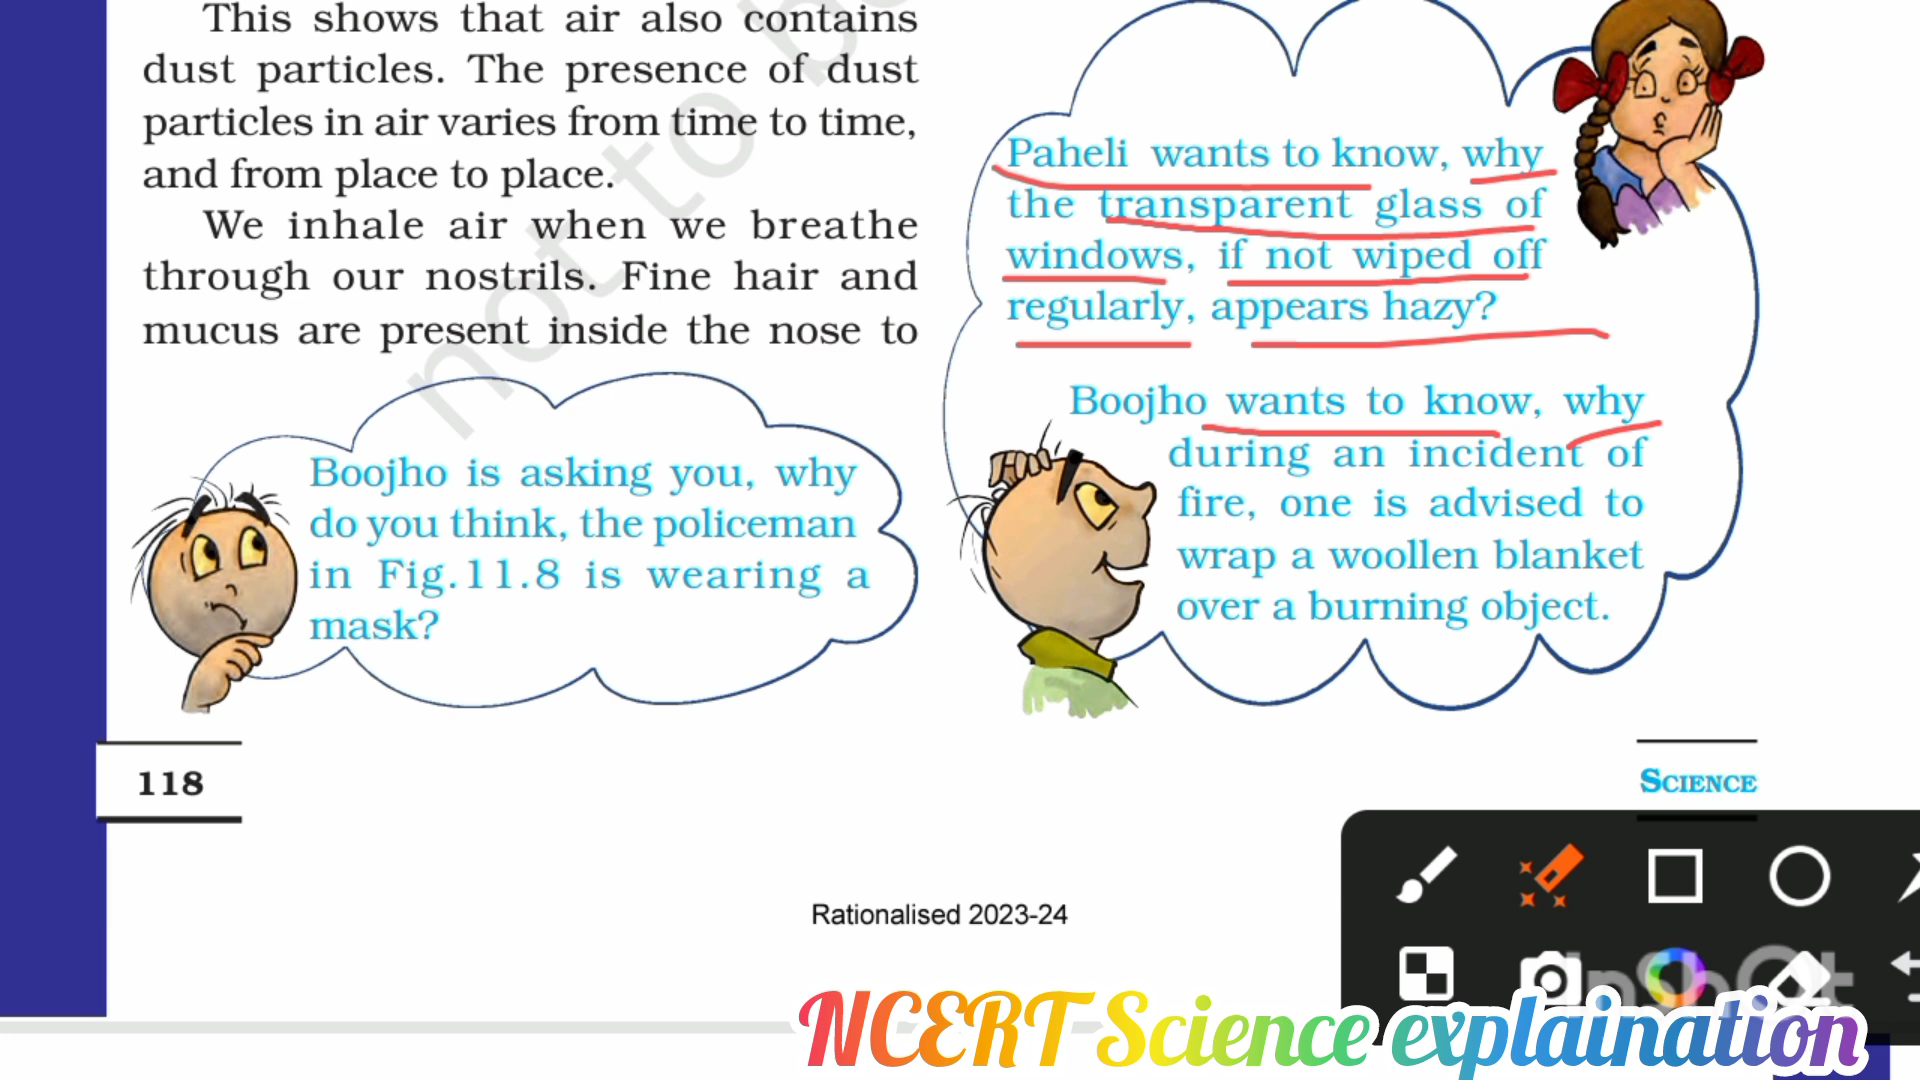 This shows that air also contains
dust particles. The presence of dust
particles in air varies from time to time,
and from place to place.
We inhale air when we breathe
through our nostrils. Fine hair and
mucus are present inside the nose to
Boojho is asking you, why
do you think, the policeman
in Fig.11.8 is wearing a
mask?
Paheli wants to know, why
the transparent glass of
windows, if not wiped off
regularly, appears hazy?
Boojho wants to know, why
during an incident of
fire, one is advised to
wrap a woollen blanket
over a burning object.
not to be
118
SCIENCE
Rationalised 2023-24
InShOt
NCERT Science explaination